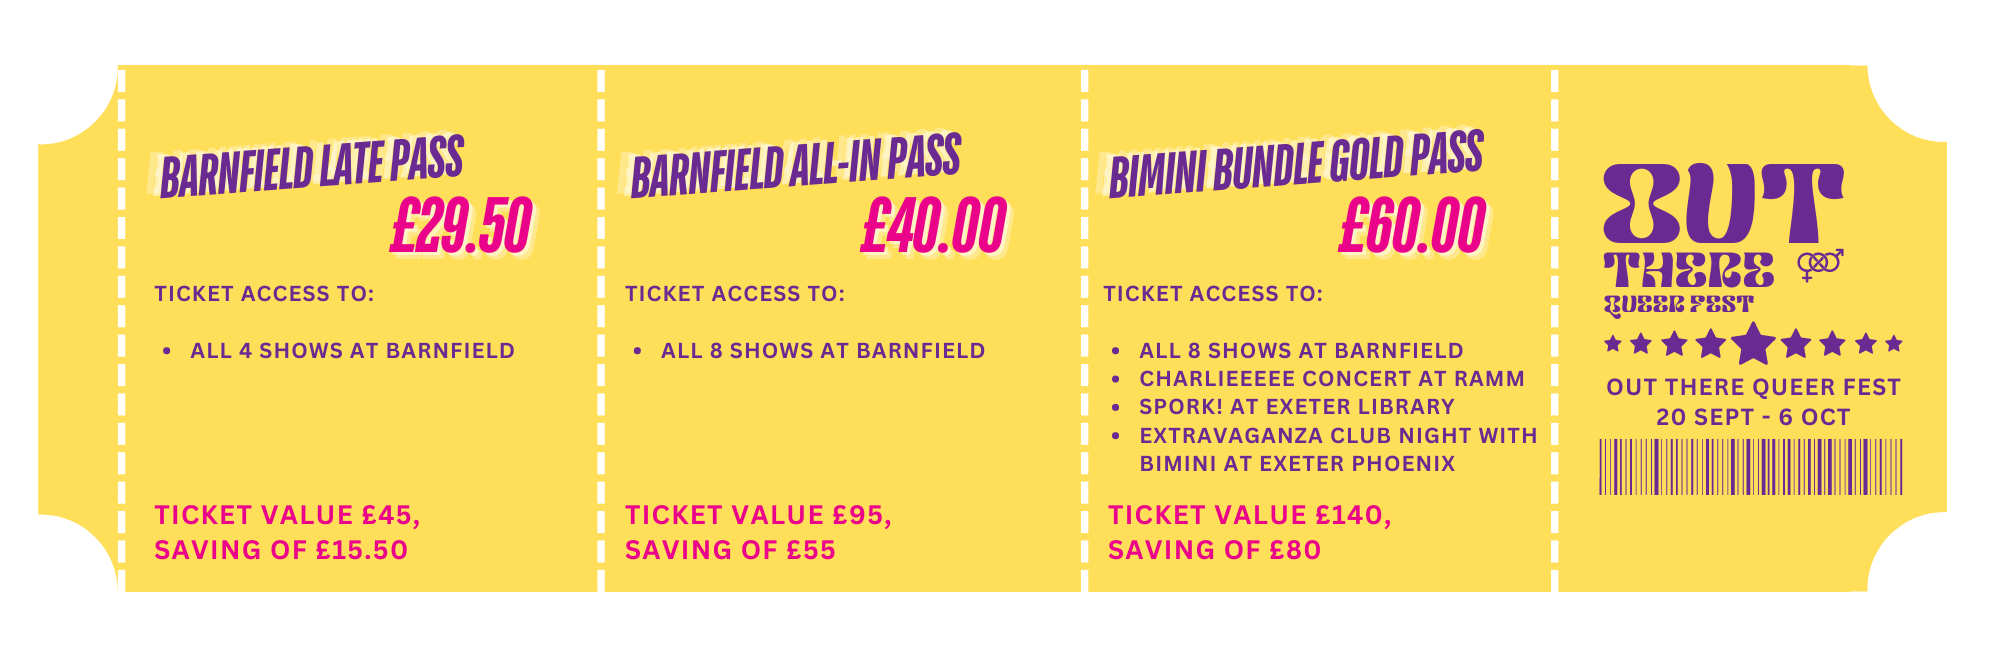 BARNFIELD LATE PASS
£29.50
TICKET ACCESS TO:
• ALL 4 SHOWS AT BARNFIELD
TICKET VALUE £45,
SAVING OF £15.50
BARNFIELD ALL-IN PASS
£40.00
TICKET ACCESS TO:
• ALL 8 SHOWS AT BARNFIELD
TICKET VALUE £95,
SAVING OF £55
BIMINI BUNDLE GOLD PASS
£60.00
TICKET ACCESS TO:
• ALL 8 SHOWS AT BARNFIELD
• CHARLIEEEEE CONCERT AT RAMM
• SPORK! AT EXETER LIBRARY
• EXTRAVAGANZA CLUB NIGHT WITH
BIMINI AT EXETER PHOENIX
TICKET VALUE £140,
SAVING OF £80
OUT
THERE
QUEER FEST
OUT THERE QUEER FEST
20 SEPT - 6 OCT